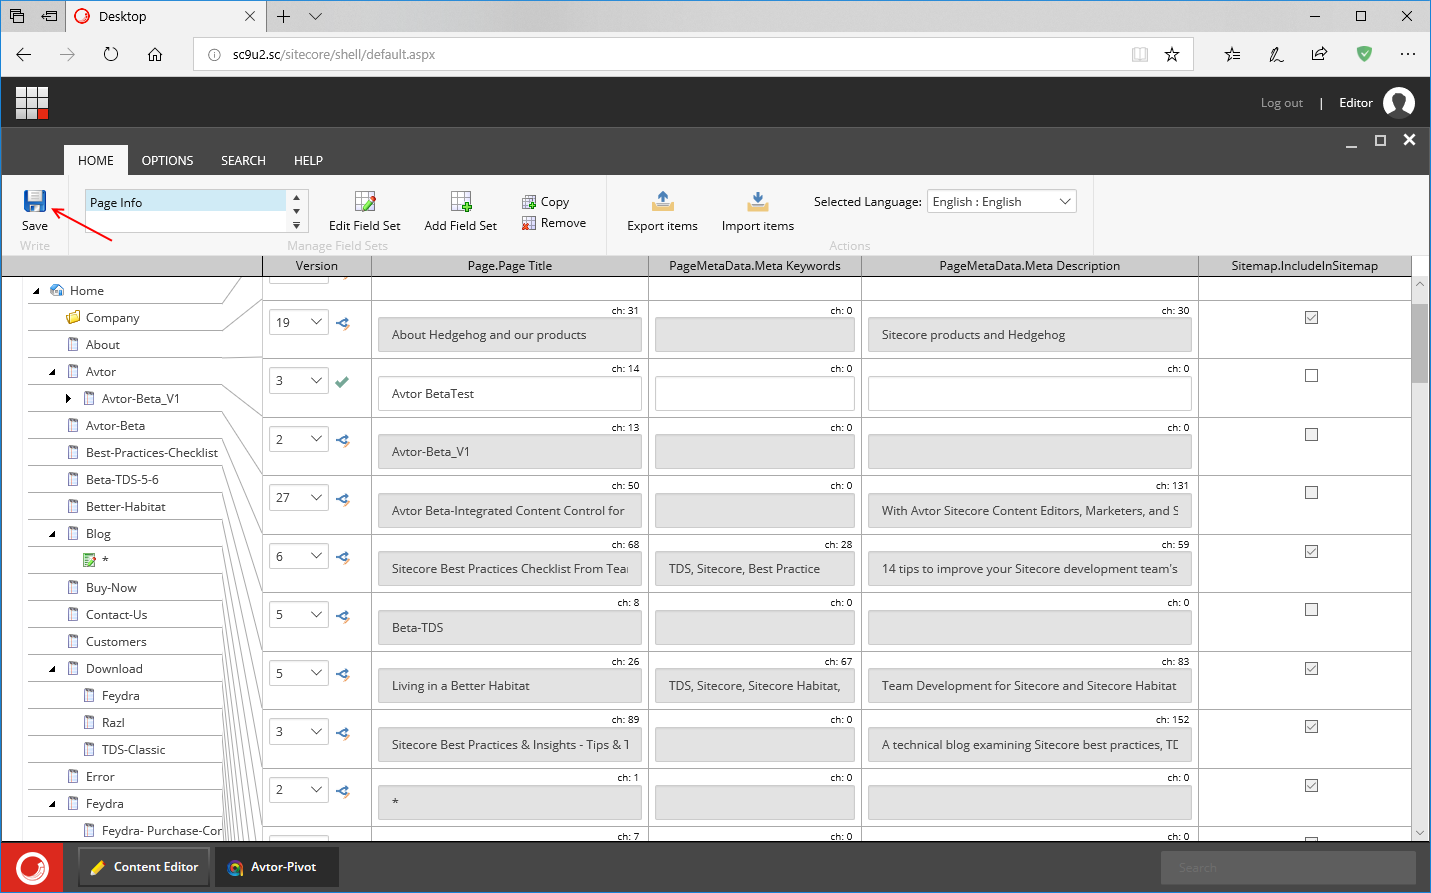 Desktop
sc9u2.sc/sitecore/shell/default.aspx
Log out | Editor
HOME OPTIONS SEARCH HELP
Save
Write
Page Info
Edit Field Set
Add Field Set
Copy
Remove
Manage Field Sets
Export items
Import items
Selected Language: English : English
Actions
Version Page.Page Title PageMetaData.Meta Keywords PageMetaData.Meta Description Sitemap.IncludeInSitemap
Home
Company
About
Avtor
Avtor-Beta_V1
Avtor-Beta
Best-Practices-Checklist
Beta-TDS-5-6
Better-Habitat
Blog
*
Buy-Now
Contact-Us
Customers
Download
Feydra
Razl
TDS-Classic
Error
Feydra
Feydra- Purchase-Cor
ch: 31 ch: 0 ch: 30
19 About Hedgehog and our products Sitecore products and Hedgehog
ch: 14 ch: 0 ch: 0
3 Avtor BetaTest
ch: 13 ch: 0 ch: 0
2 Avtor-Beta_V1
ch: 50 ch: 0 ch: 131
27 Avtor Beta-Integrated Content Control for With Avtor Sitecore Content Editors, Marketers, and S
ch: 68 ch: 28 ch: 59
6 Sitecore Best Practices Checklist From Tear TDS, Sitecore, Best Practice 14 tips to improve your Sitecore development team's
ch: 8 ch: 0 ch: 0
5 Beta-TDS
ch: 26 ch: 67 ch: 83
5 Living in a Better Habitat TDS, Sitecore, Sitecore Habitat, Team Development for Sitecore and Sitecore Habitat
ch: 89 ch: 0 ch: 152
3 Sitecore Best Practices & Insights - Tips & T A technical blog examining Sitecore best practices, TD
ch: 1 ch: 0 ch: 0
2 *
ch: 7 ch: 0 ch: 0
Content Editor Avtor-Pivot Search